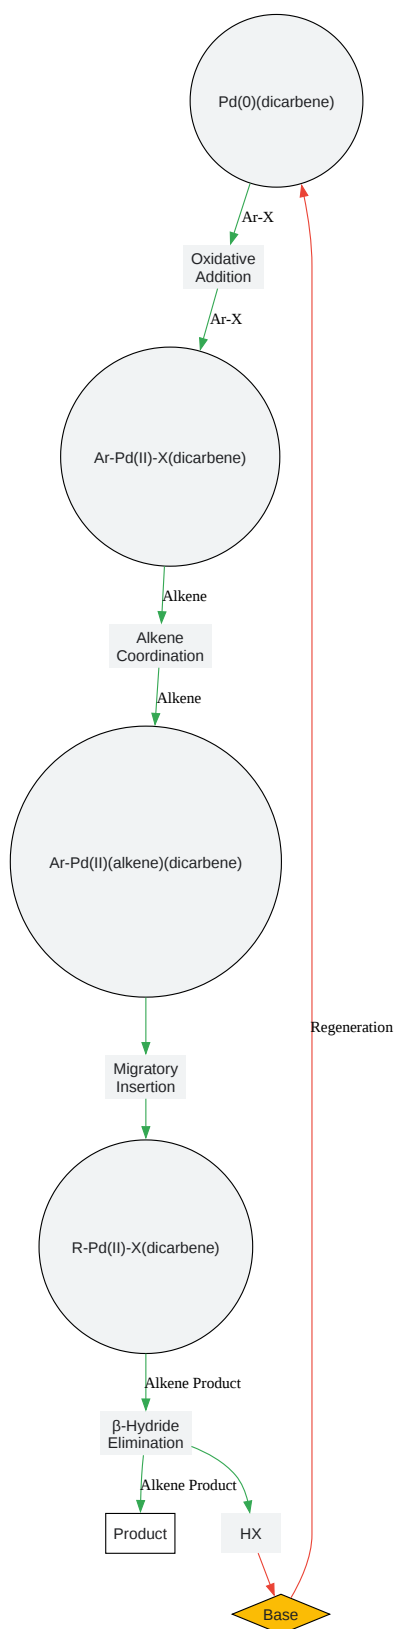 Pd(0)(dicarbene)
Ar-X
Oxidative
Addition
Ar-X
Ar-Pd(II)-X(dicarbene)
Alkene
Alkene
Coordination
Alkene
Ar-Pd(II)(alkene)(dicarbene)
Regeneration
Migratory
Insertion
R-Pd(II)-X(dicarbene)
Alkene Product
β-Hydride
Elimination
Alkene Product
Product
HX
Base